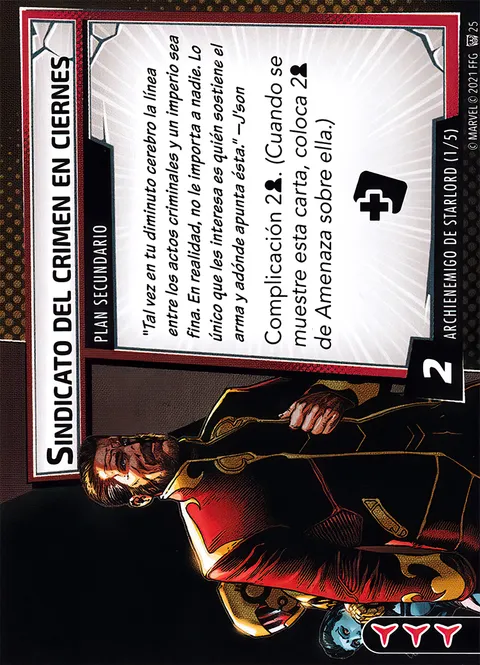 SINDICATO DEL CRIMEN EN CIERNES
PLAN SECUNDARIO
"Tal vez en tu diminuto cerebro la línea
entre los actos criminales y un imperio sea
fina. En realidad, no le importa a nadie. Lo
único que les interesa es quién sostiene el
arma y adónde apunta ésta." —J'son
Complicación 2. (Cuando se
muestre esta carta, coloca 2
de Amenaza sobre ella.)
2
ARCHIENEMIGO DE STARLORD (1/5)
© MARVEL © 2021 FFG 25